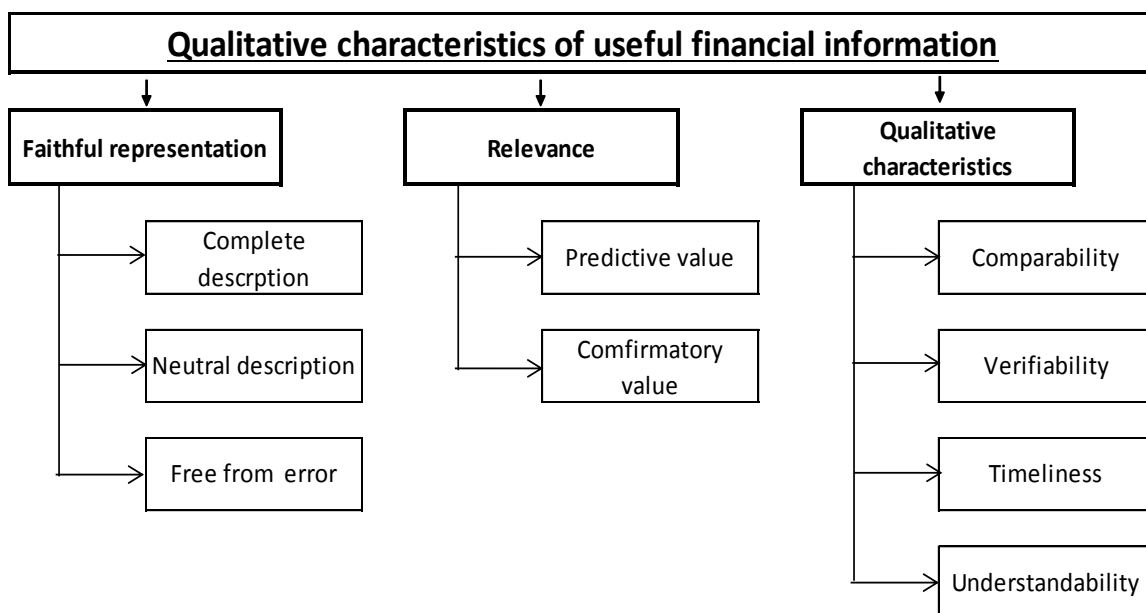 Qualitative characteristics of useful financial information
Faithful representation
Complete
descrption
Neutral description
Free from error
Relevance
Predictive value
Comfirmatory
value
Qualitative
characteristics
Comparability
Verifiability
Timeliness
Understandability